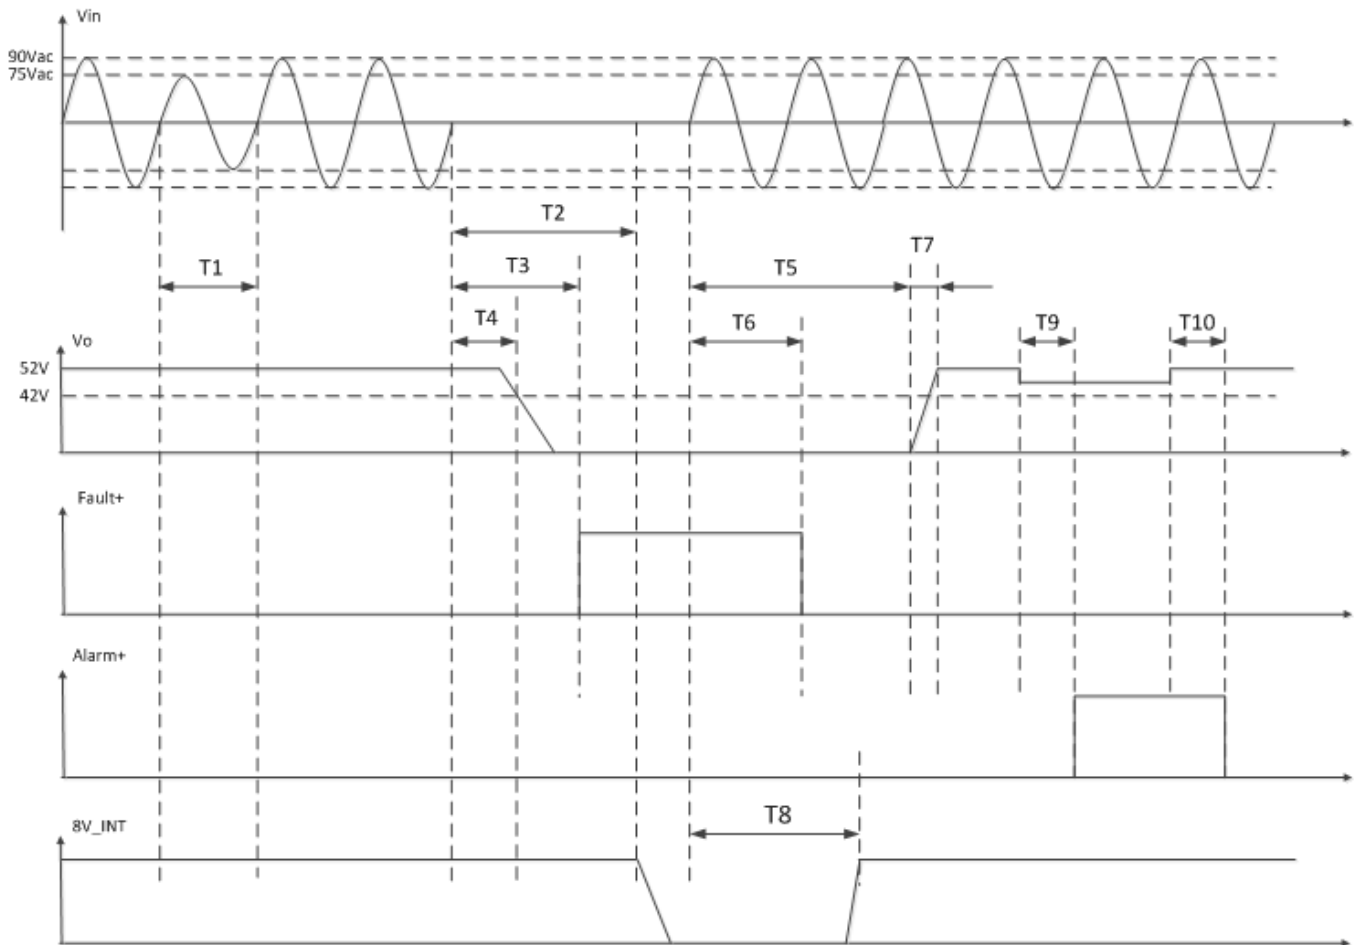 Vin
90Vac
75Vac
T2
T7
T1
T3
T5
T4
T6
T9
T10
Vo
52V
42V
Fault+
Alarm+
T8
8V_INT